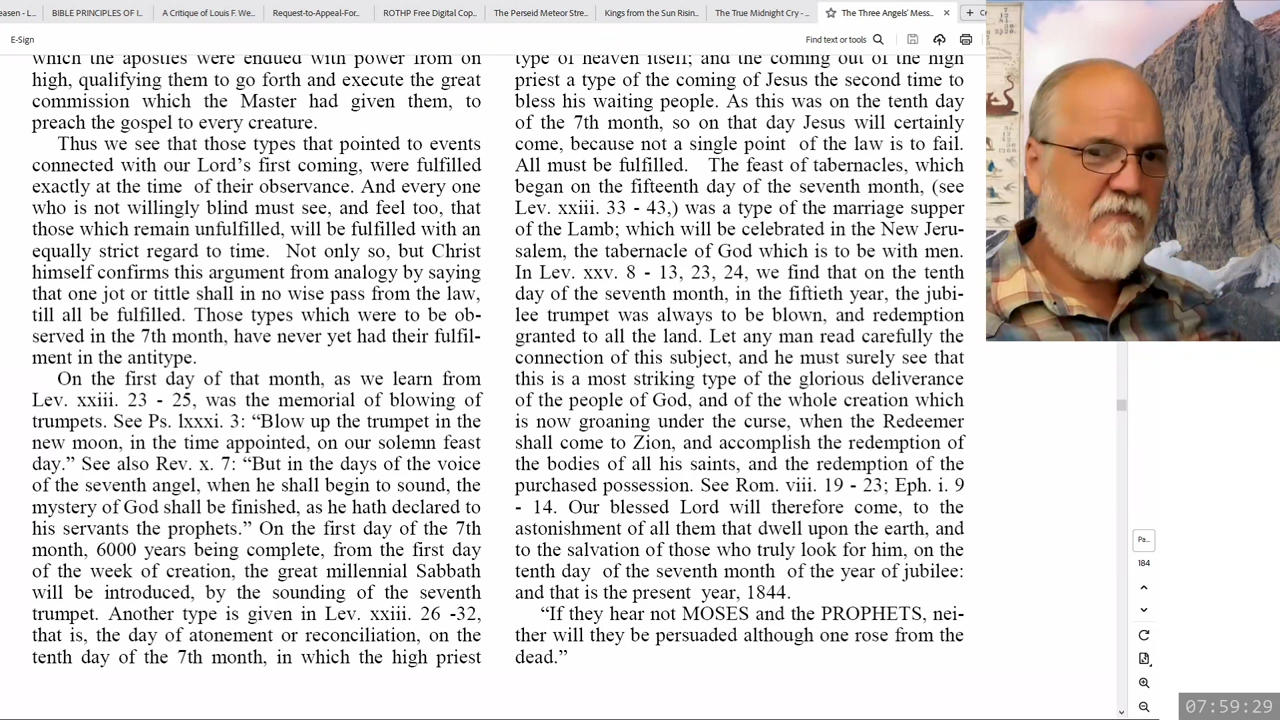 easen - L...
BIBLE PRINCIPLES OF I...
A Critique of Louis F. We...
Request-to-Appeal-For...
ROTHP Free Digital Cop...
The Perseid Meteor Stre...
Kings from the Sun Risin...
The True Midnight Cry - ...
The Three Angels' Mess...
E-Sign
Find text or tools
which the apostles were endued with power from on
high, qualifying them to go forth and execute the great
commission which the Master had given them, to
preach the gospel to every creature.
Thus we see that those types that pointed to events
connected with our Lord’s first coming, were fulfilled
exactly at the time of their observance. And every one
who is not willingly blind must see, and feel too, that
those which remain unfulfilled, will be fulfilled with an
equally strict regard to time. Not only so, but Christ
himself confirms this argument from analogy by saying
that one jot or tittle shall in no wise pass from the law,
till all be fulfilled. Those types which were to be ob-
served in the 7th month, have never yet had their fulfil-
ment in the antitype.
On the first day of that month, as we learn from
Lev. xxiii. 23 - 25, was the memorial of blowing of
trumpets. See Ps. lxxxi. 3: “Blow up the trumpet in the
new moon, in the time appointed, on our solemn feast
day.” See also Rev. x. 7: “But in the days of the voice
of the seventh angel, when he shall begin to sound, the
mystery of God shall be finished, as he hath declared to
his servants the prophets.” On the first day of the 7th
month, 6000 years being complete, from the first day
of the week of creation, the great millennial Sabbath
will be introduced, by the sounding of the seventh
trumpet. Another type is given in Lev. xxiii. 26 -32,
that is, the day of atonement or reconciliation, on the
tenth day of the 7th month, in which the high priest
type of heaven itself; and the coming out of the high
priest a type of the coming of Jesus the second time to
bless his waiting people. As this was on the tenth day
of the 7th month, so on that day Jesus will certainly
come, because not a single point of the law is to fail.
All must be fulfilled. The feast of tabernacles, which
began on the fifteenth day of the seventh month, (see
Lev. xxiii. 33 - 43,) was a type of the marriage supper
of the Lamb; which will be celebrated in the New Jeru-
salem, the tabernacle of God which is to be with men.
In Lev. xxv. 8 - 13, 23, 24, we find that on the tenth
day of the seventh month, in the fiftieth year, the jubi-
lee trumpet was always to be blown, and redemption
granted to all the land. Let any man read carefully the
connection of this subject, and he must surely see that
this is a most striking type of the glorious deliverance
of the people of God, and of the whole creation which
is now groaning under the curse, when the Redeemer
shall come to Zion, and accomplish the redemption of
the bodies of all his saints, and the redemption of the
purchased possession. See Rom. viii. 19 - 23; Eph. i. 9
- 14. Our blessed Lord will therefore come, to the
astonishment of all them that dwell upon the earth, and
to the salvation of those who truly look for him, on the
tenth day of the seventh month of the year of jubilee:
and that is the present year, 1844.
“If they hear not MOSES and the PROPHETS, nei-
ther will they be persuaded although one rose from the
dead.”
Pa...
184
07:59:29